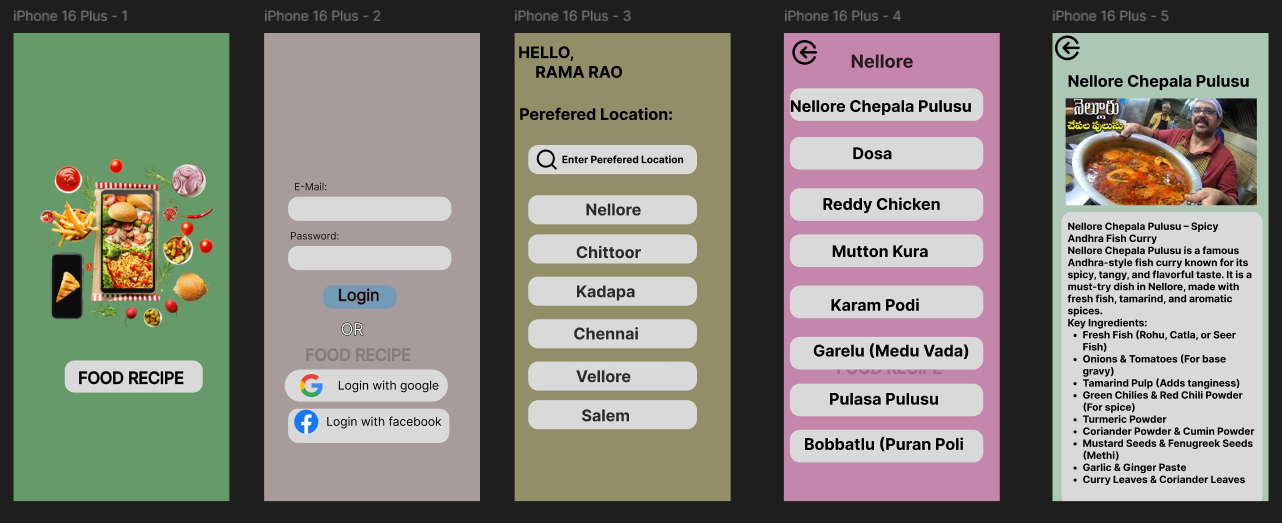 iPhone 16 Plus - 1
FOOD RECIPE
iPhone 16 Plus - 2
E-Mail:
Password:
Login
OR
FOOD RECIPE
Login with google
Login with facebook
iPhone 16 Plus - 3
HELLO,
RAMA RAO
Perefered Location:
Enter Perefered Location
Nellore
Chittoor
Kadapa
Chennai
Vellore
Salem
iPhone 16 Plus - 4
Nellore
Nellore Chepala Pulusu
Dosa
Reddy Chicken
Mutton Kura
Karam Podi
Garelu (Medu Vada)
FOOD RECIPE
Pulasa Pulusu
Bobbatlu (Puran Poli
iPhone 16 Plus - 5
Nellore Chepala Pulusu
నెల్లూరు
చేపల పులుసు
Nellore Chepala Pulusu – Spicy
Andhra Fish Curry
Nellore Chepala Pulusu is a famous
Andhra-style fish curry known for its
spicy, tangy, and flavorful taste. It is a
must-try dish in Nellore, made with
fresh fish, tamarind, and aromatic
spices.
Key Ingredients:
• Fresh Fish (Rohu, Catla, or Seer
Fish)
• Onions & Tomatoes (For base
gravy)
• Tamarind Pulp (Adds tanginess)
• Green Chilies & Red Chili Powder
(For spice)
• Turmeric Powder
• Coriander Powder & Cumin Powder
• Mustard Seeds & Fenugreek Seeds
(Methi)
• Garlic & Ginger Paste
• Curry Leaves & Coriander Leaves